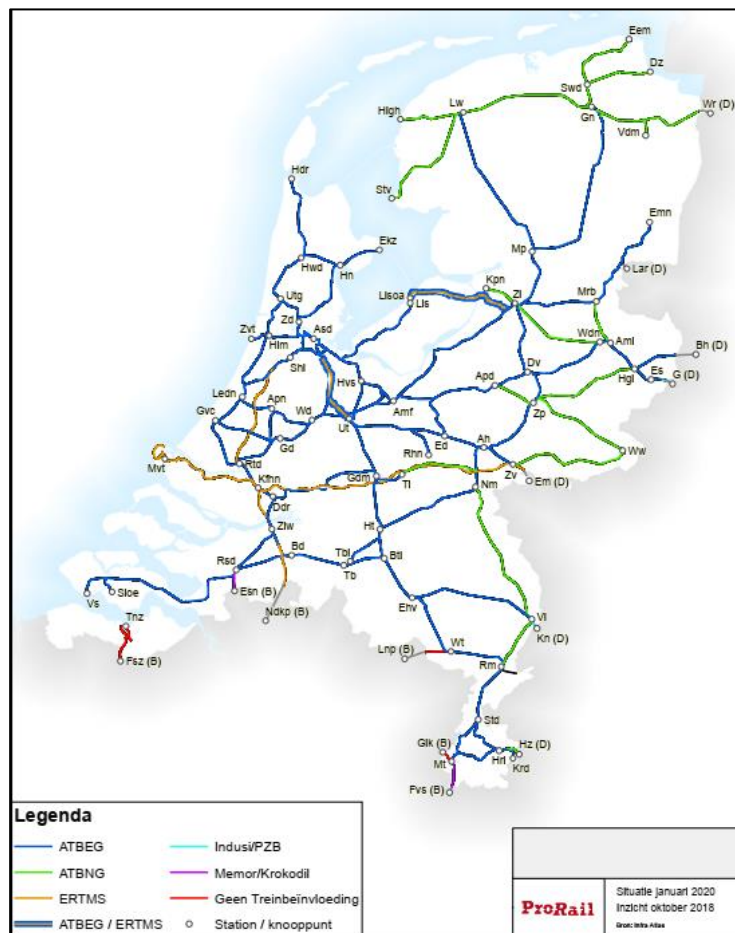 Eem
Dz
Swd
Lw
Wr (D)
Hlgh
Gn
Vdm
Hdr
Stv
Emn
Ekz
Mp
Hwd
Hn
Lar (D)
Kpn
Utg
Llsoa
Lls
Zl
Mrb
Zd
Zvt
Asd
Hlm
Wdn
Aml
Bh (D)
Shl
Dv
Hgl
Hvs
Apd
Es
G (D)
Ledn
Apn
Amf
Zp
Gvc
Wd
Ut
Gd
Ed
Ah
Rhn
Ww
Mvt
Rtd
Zv
Gdm
Tl
Em (D)
Kfhn
Nm
Ddr
Zlw
Ht
Bd
Tbi
Btl
Rsd
Tb
Sloe
Esn (B)
Vs
Ehv
Tnz
Ndkp (B)
Vl
Kn (D)
Lnp (B)
Wt
Fsz (B)
Rm
Std
Glk (B)
Hz (D)
Mt
Hrl
Krd
Fvs (B)
Legenda
ATBEG
Indusi/PZB
ATBNG
Memor/Krokodil
ERTMS
Geen Treinbeïnvloeding
ATBEG / ERTMS
Station / knooppunt
ProRail
Situatie januari 2020
Inzicht oktober 2018
Bron: Infra Atlas